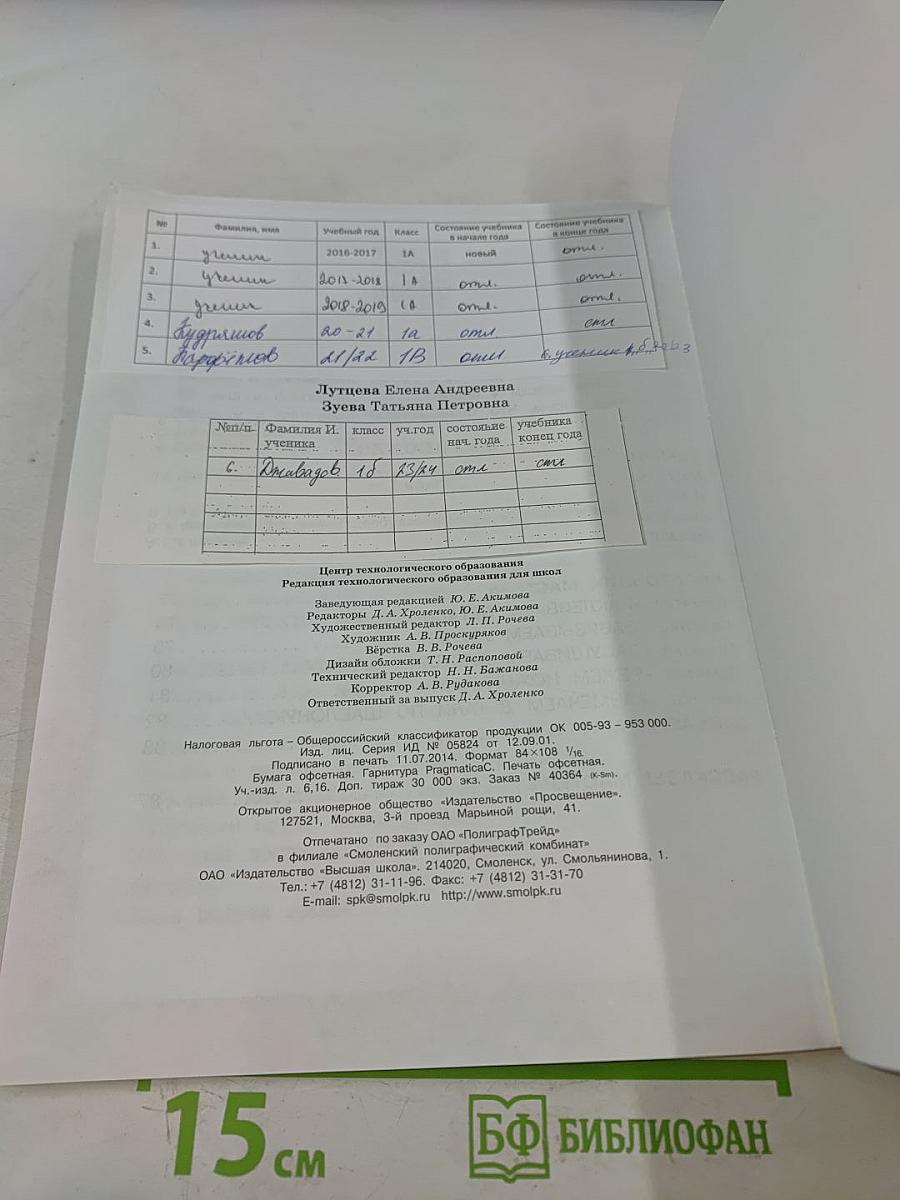 № Фамилия, имя Учебный год Класс Состояние учебника в начале года Состояние учебника в конце года
1. ученик 2016-2017 1А новый отл.
2. ученик 2017-2018 1А отл. отл.
3. ученик 2018-2019 1А отл. отл.
4. Кудряшов 20-21 1а отл отл
5. 21/22 1В отл
Лутцева Елена Андреевна
Зуева Татьяна Петровна
№п/п. Фамилия И. ученика класс уч.год состояьие нач. года учебника конец года
6. Джавадов 1б 23/24 отл отл
Центр технологического образования
Редакция технологического образования для школ
Заведующая редакцией Ю. Е. Акимова
Редакторы Д. А. Хроленко, Ю. Е. Акимова
Художественный редактор Л. П. Рочева
Художник А. В. Проскуряков
Вёрстка В. В. Рочева
Дизайн обложки Т. Н. Распоповой
Технический редактор Н. Н. Бажанова
Корректор А. В. Рудакова
Ответственный за выпуск Д. А. Хроленко
Налоговая льгота – Общероссийский классификатор продукции ОК 005-93 – 953 000.
Изд. лиц. Серия ИД № 05824 от 12.09.01.
Подписано в печать 11.07.2014. Формат 84×108 1/16.
Бумага офсетная. Гарнитура PragmaticaC. Печать офсетная.
Уч.-изд. л. 6,16. Доп. тираж 30 000 экз. Заказ № 40364 (K-Sm).
Открытое акционерное общество «Издательство «Просвещение».
127521, Москва, 3-й проезд Марьиной рощи, 41.
Отпечатано по заказу ОАО «ПолиграфТрейд»
в филиале «Смоленский полиграфический комбинат»
ОАО «Издательство «Высшая школа». 214020, Смоленск, ул. Смольянинова, 1.
Тел.: +7 (4812) 31-11-96. Факс: +7 (4812) 31-31-70
E-mail: spk@smolpk.ru http://www.smolpk.ru
15 см
БФ БИБЛИОФАН